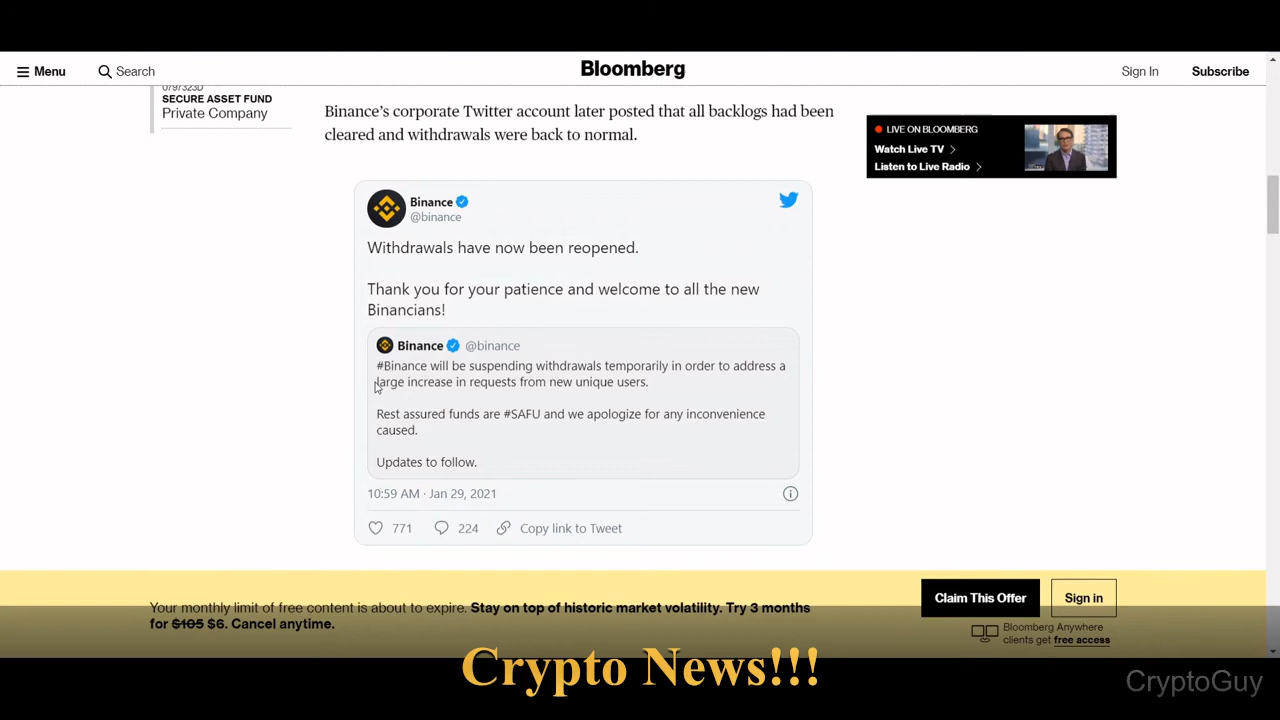 Menu
Search
Bloomberg
Sign In
Subscribe
SECURE ASSET FUND
Private Company
Binance’s corporate Twitter account later posted that all backlogs had been
cleared and withdrawals were back to normal.
LIVE ON BLOOMBERG
Watch Live TV
Listen to Live Radio
Binance
@binance
Withdrawals have now been reopened.
Thank you for your patience and welcome to all the new
Binancians!
Binance @binance
#Binance will be suspending withdrawals temporarily in order to address a
large increase in requests from new unique users.
Rest assured funds are #SAFU and we apologize for any inconvenience
caused.
Updates to follow.
10:59 AM · Jan 29, 2021
771 224 Copy link to Tweet
Your monthly limit of free content is about to expire. Stay on top of historic market volatility. Try 3 months
for $105 $6. Cancel anytime.
Claim This Offer
Sign in
Bloomberg Anywhere
clients get free access
Crypto News!!!
CryptoGuy